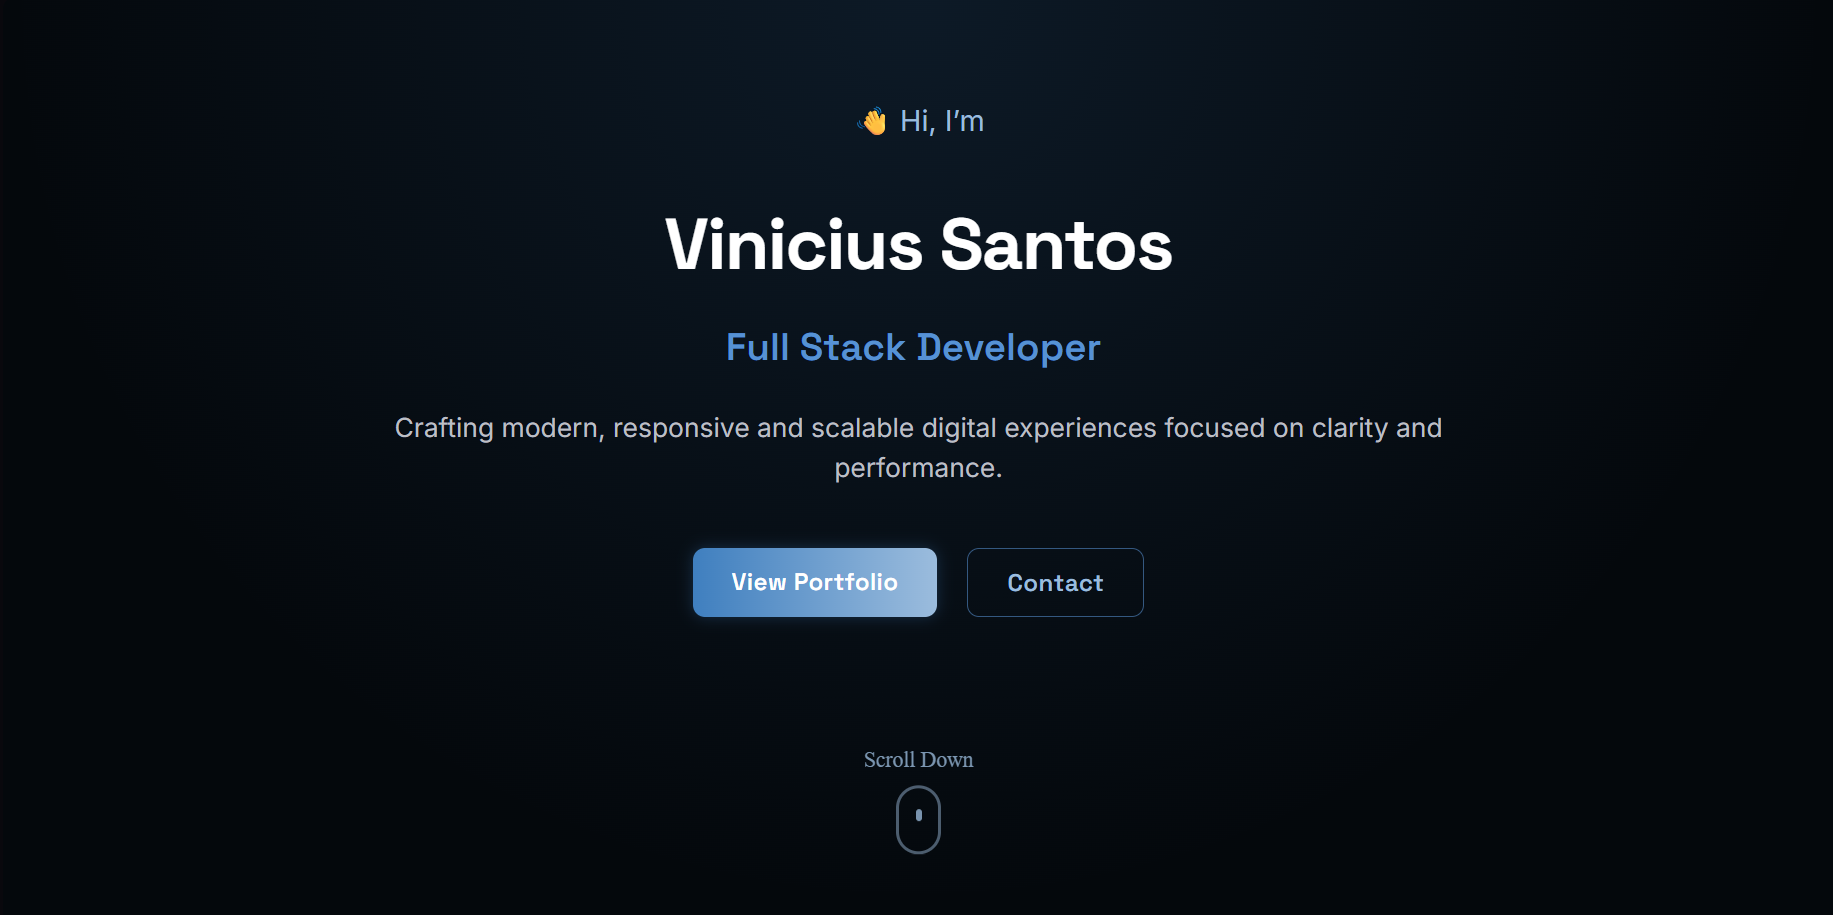 👋 Hi, I’m
Vinicius Santos
Full Stack Developer
Crafting modern, responsive and scalable digital experiences focused on clarity and
performance.
View Portfolio
Contact
Scroll Down